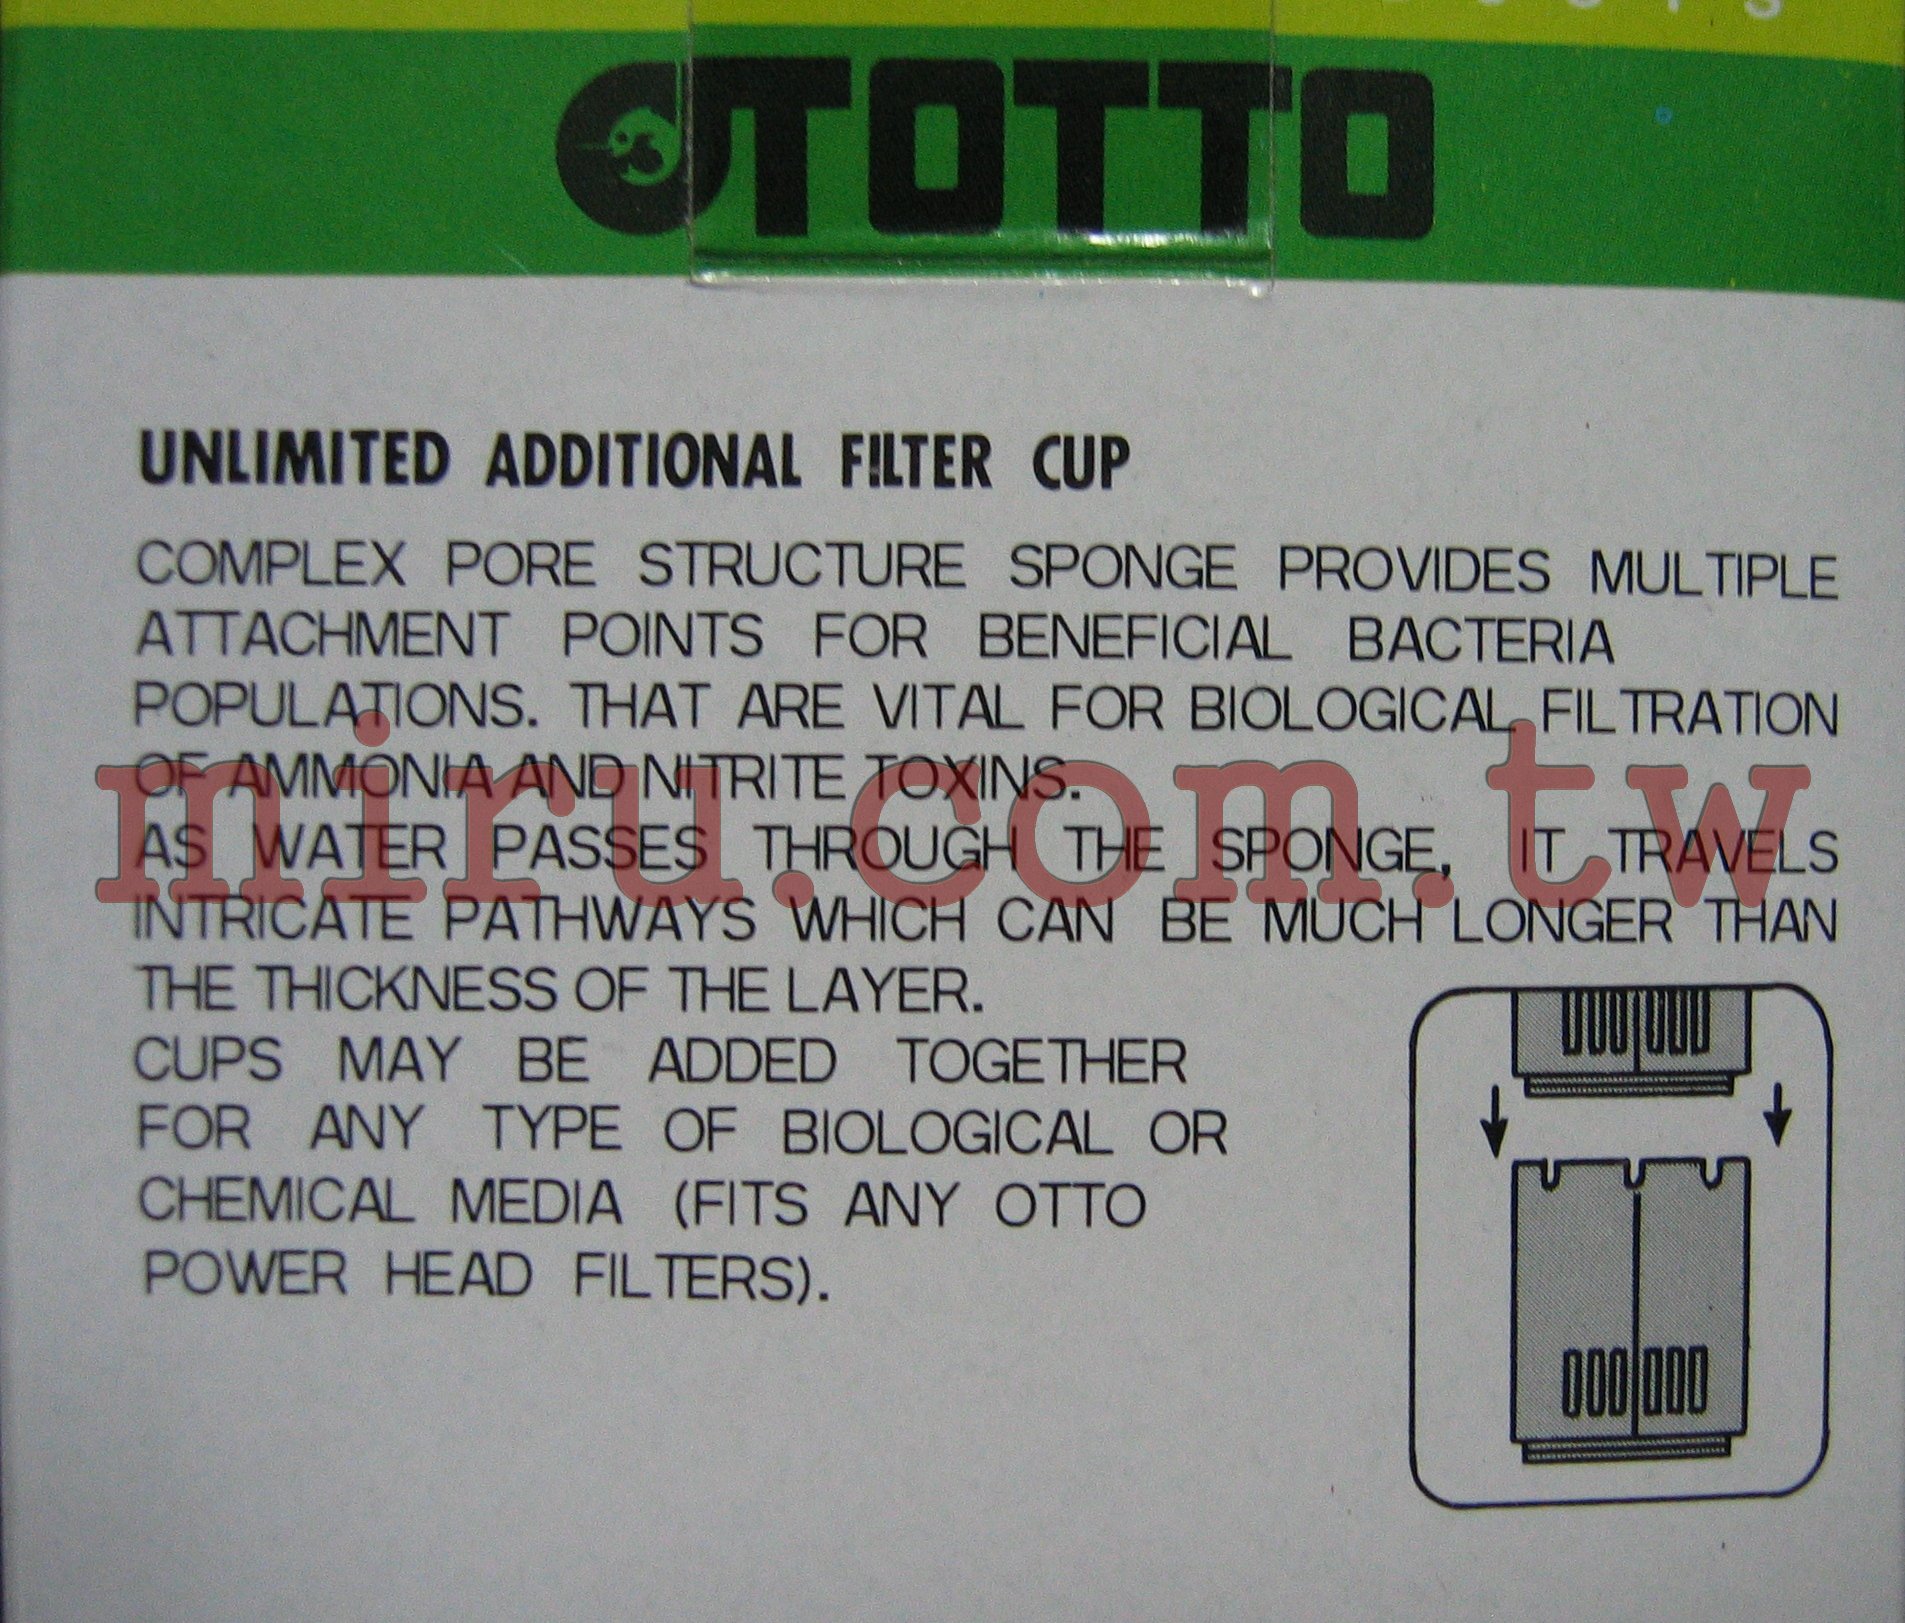 TOTTO
UNLIMITED ADDITIONAL FILTER CUP
COMPLEX PORE STRUCTURE SPONGE PROVIDES MULTIPLE
ATTACHMENT POINTS FOR BENEFICIAL BACTERIA
POPULATIONS. THAT ARE VITAL FOR BIOLOGICAL FILTRATION
OF AMMONIA AND NITRITE TOXINS.
miru.com.tw
AS WATER PASSES THROUGH THE SPONGE, IT TRAVELS
INTRICATE PATHWAYS WHICH CAN BE MUCH LONGER THAN
THE THICKNESS OF THE LAYER.
CUPS MAY BE ADDED TOGETHER
FOR ANY TYPE OF BIOLOGICAL OR
CHEMICAL MEDIA (FITS ANY OTTO
POWER HEAD FILTERS).